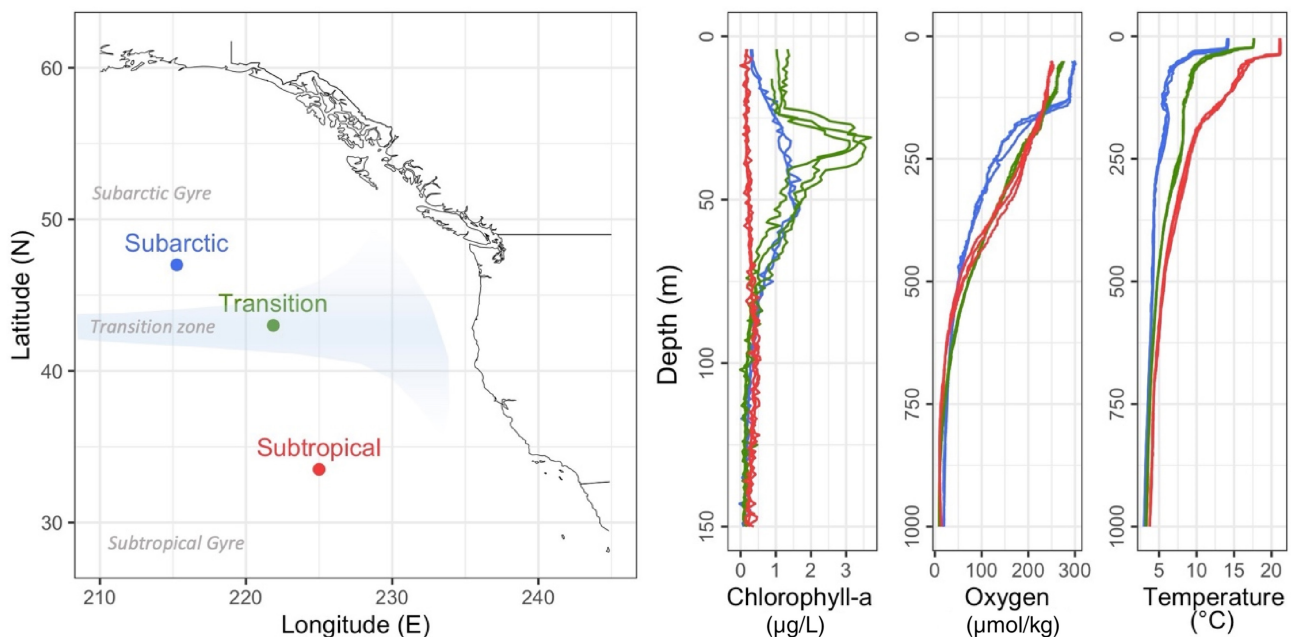 60
50
40
30
Latitude (N)
Subarctic Gyre
Subarctic
Transition
Transition zone
Subtropical
Subtropical Gyre
210
220
230
240
Longitude (E)
Depth (m)
0
50
100
150
0
1
2
3
Chlorophyll-a
(µg/L)
0
250
500
750
1000
0
100
200
300
Oxygen
(µmol/kg)
0
250
500
750
1000
5
10
15
20
Temperature
(°C)